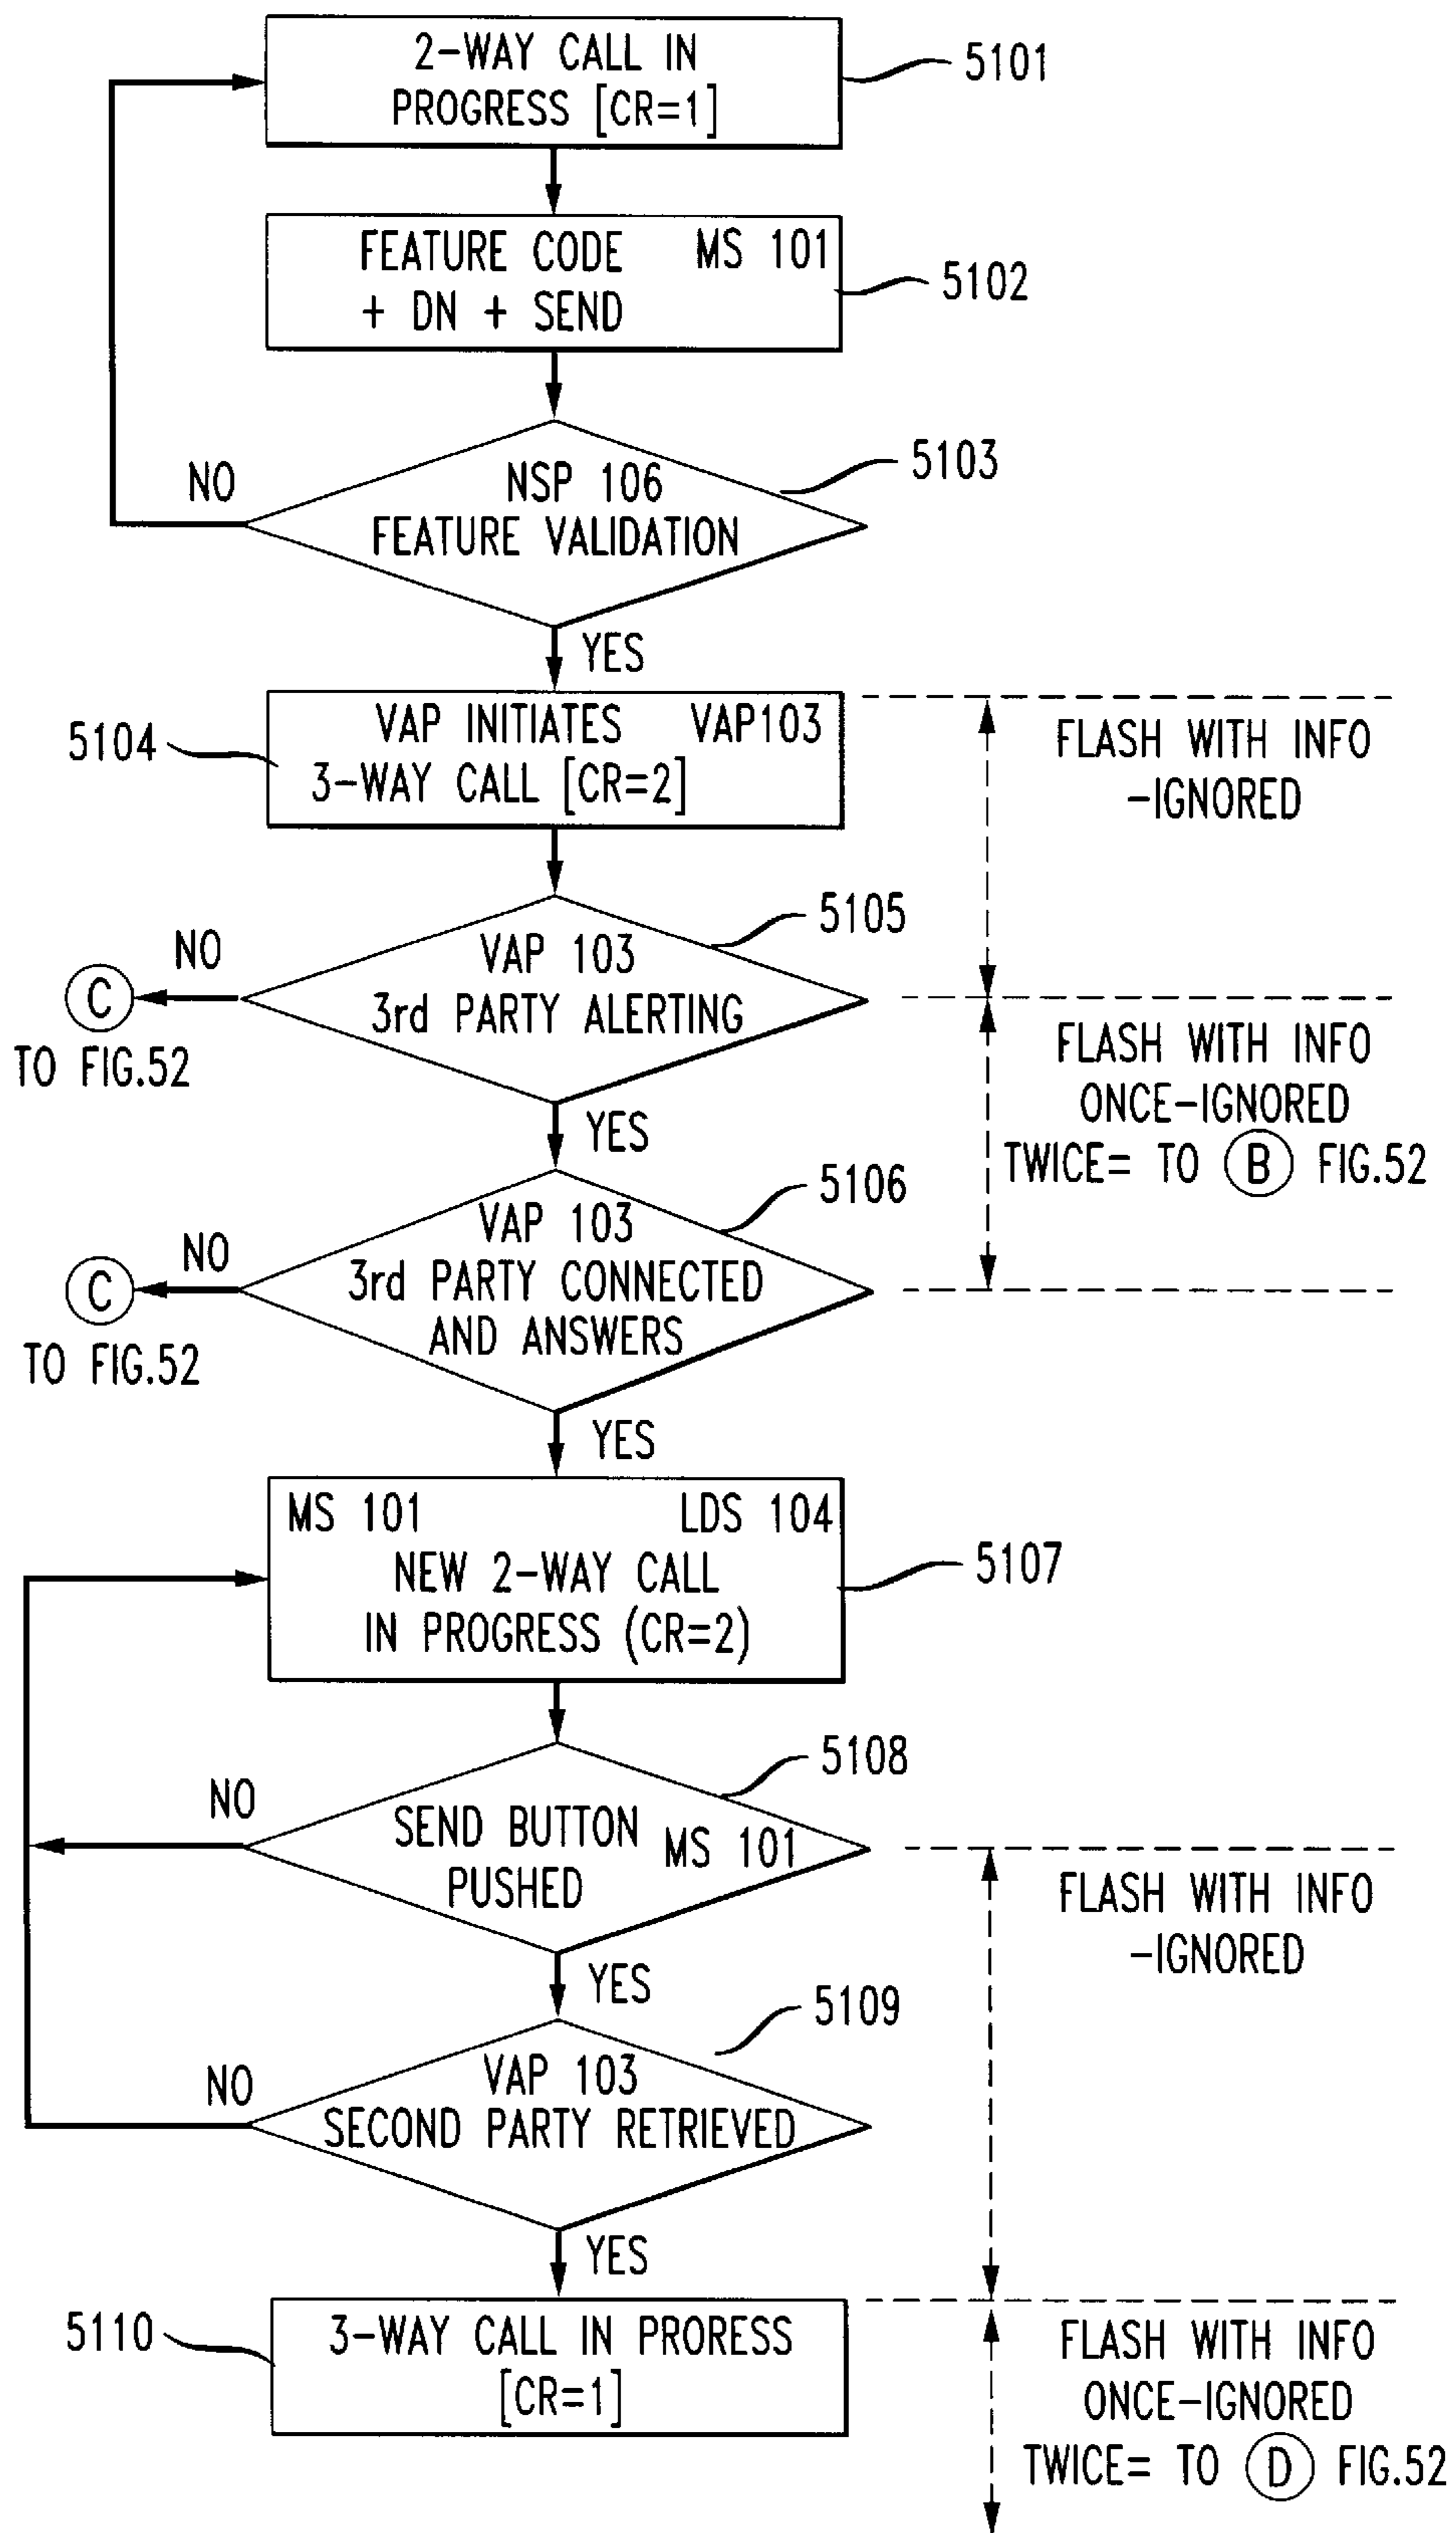 2-WAY CALL IN
PROGRESS [CR=1]
5101
FEATURE CODE MS 101
+ DN + SEND
5102
NO
NSP 106
FEATURE VALIDATION
5103
YES
5104
VAP INITIATES VAP103
3-WAY CALL [CR=2]
FLASH WITH INFO
-IGNORED
5105
NO
VAP 103
3rd PARTY ALERTING
C
TO FIG.52
YES
FLASH WITH INFO
ONCE-IGNORED
TWICE= TO B FIG.52
5106
NO
VAP 103
3rd PARTY CONNECTED
AND ANSWERS
C
TO FIG.52
YES
MS 101 LDS 104
NEW 2-WAY CALL
IN PROGRESS (CR=2)
5107
5108
NO
SEND BUTTON
PUSHED
MS 101
FLASH WITH INFO
-IGNORED
YES
5109
NO
VAP 103
SECOND PARTY RETRIEVED
YES
5110
3-WAY CALL IN PRORESS
[CR=1]
FLASH WITH INFO
ONCE-IGNORED
TWICE= TO D FIG.52